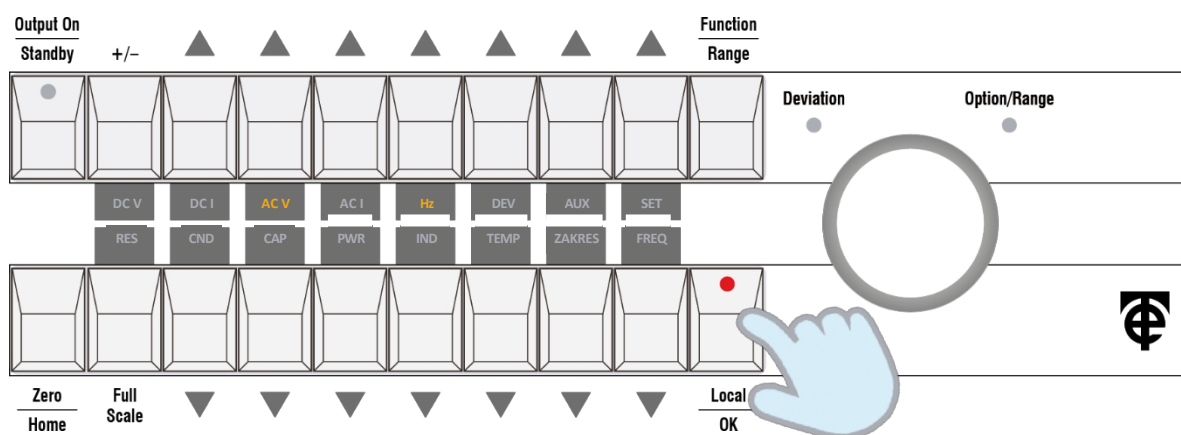 Output On
Standby
+/−
Function
Range
Deviation
Option/Range
DC V DC I AC V AC I Hz DEV AUX SET
RES CND CAP PWR IND TEMP ZAKRES FREQ
Zero
Home
Full
Scale
Local
OK